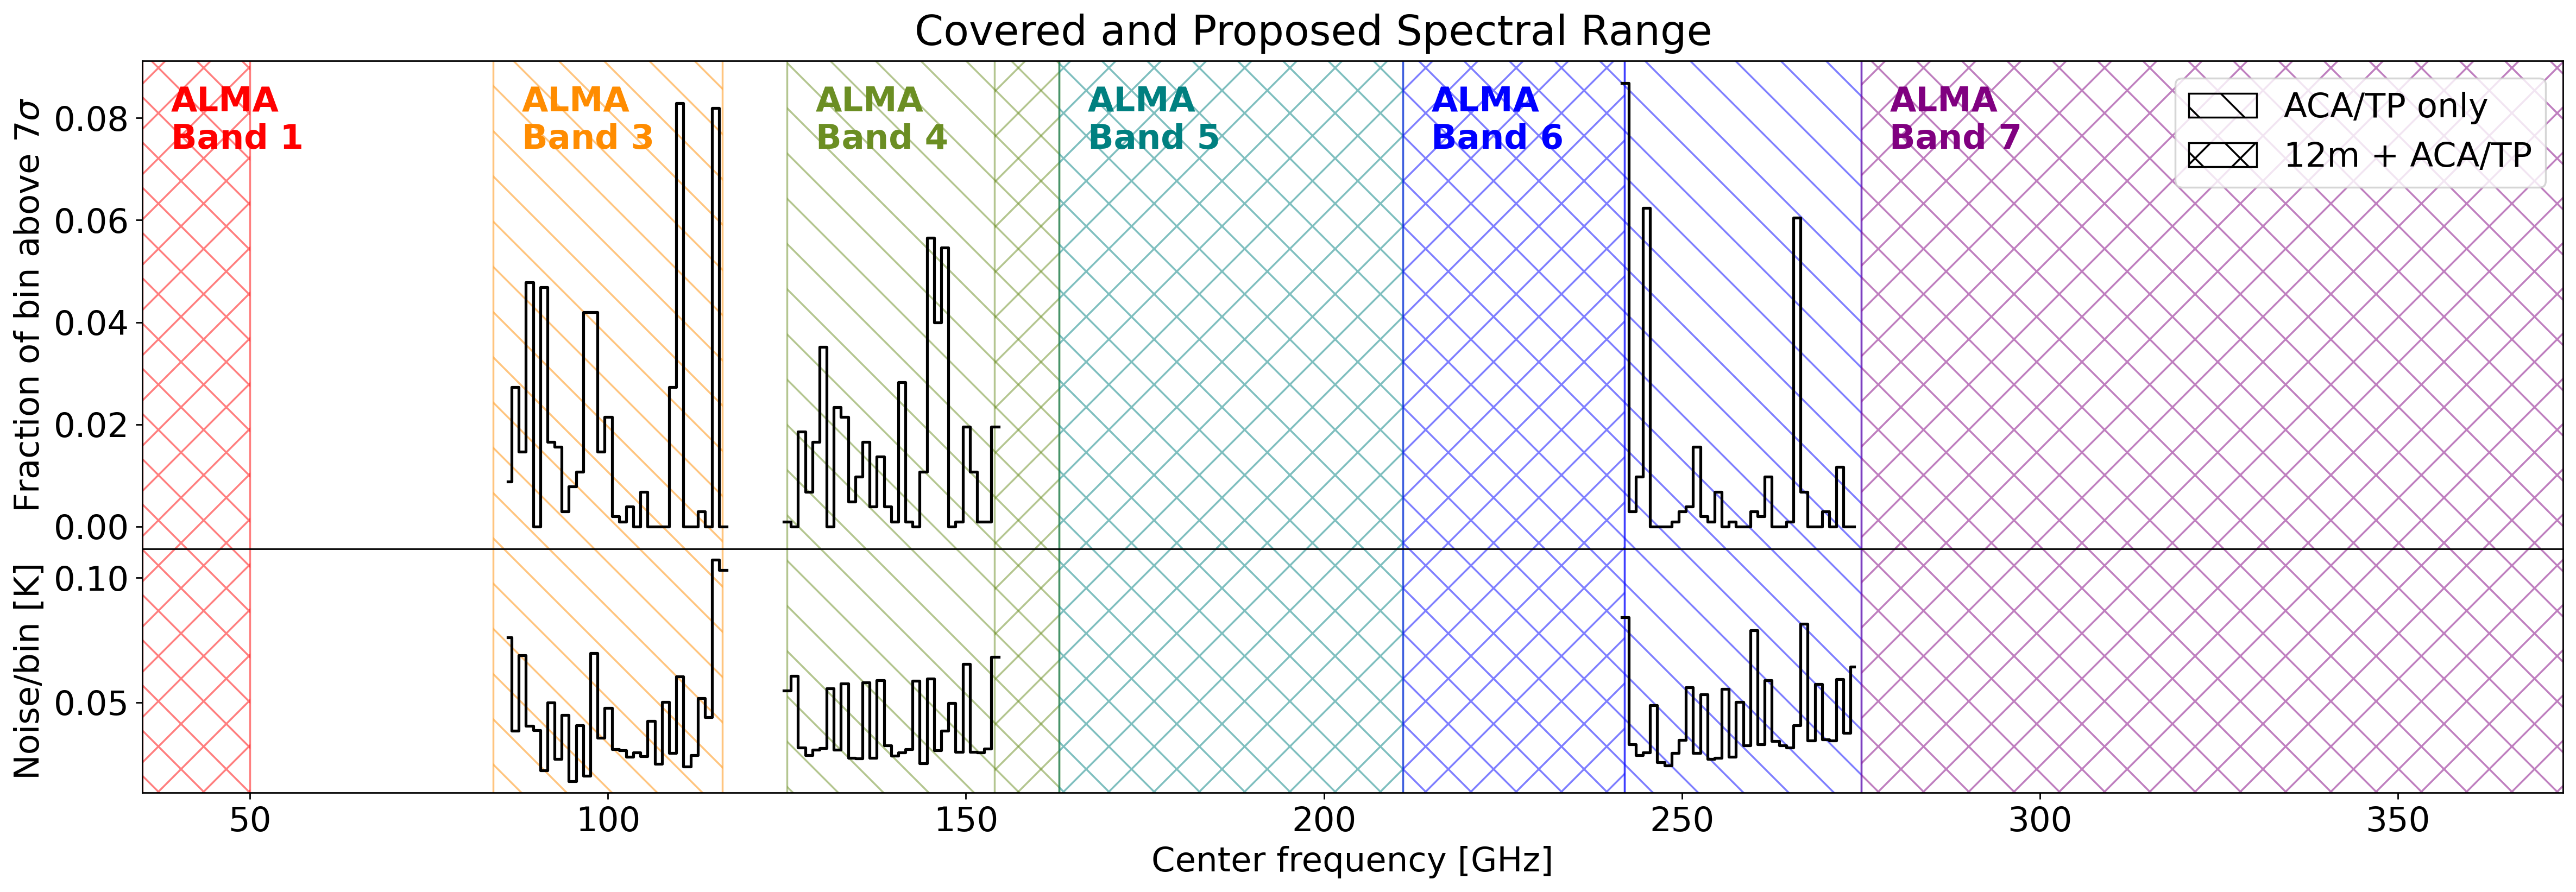 Covered and Proposed Spectral Range
Fraction of bin above 7σ
0.08
0.06
0.04
0.02
0.00
ALMA
Band 1
ALMA
Band 3
ALMA
Band 4
ALMA
Band 5
ALMA
Band 6
ALMA
Band 7
ACA/TP only
12m + ACA/TP
Noise/bin [K]
0.10
0.05
50
100
150
200
250
300
350
Center frequency [GHz]